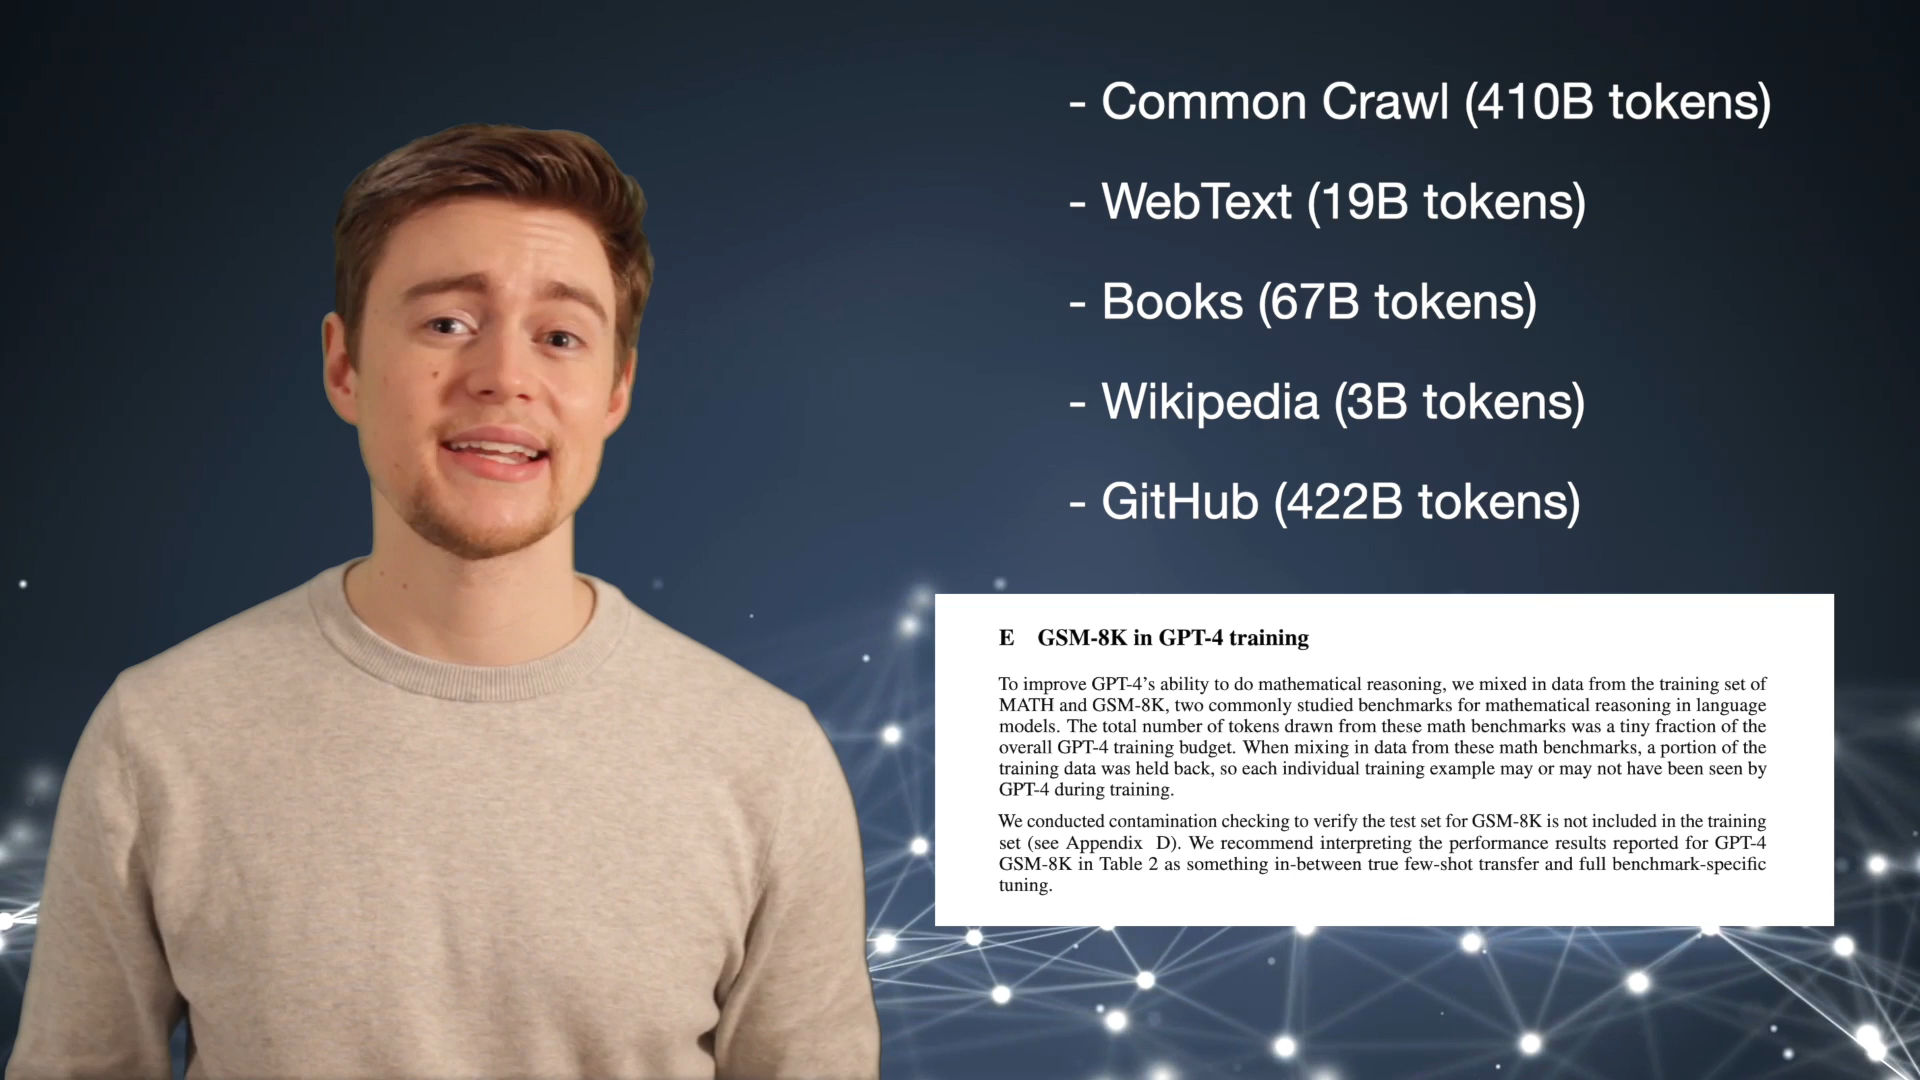 - Common Crawl (410B tokens)
- WebText (19B tokens)
- Books (67B tokens)
- Wikipedia (3B tokens)
- GitHub (422B tokens)
E GSM-8K in GPT-4 training
To improve GPT-4's ability to do mathematical reasoning, we mixed in data from the training set of
MATH and GSM-8K, two commonly studied benchmarks for mathematical reasoning in language
models. The total number of tokens drawn from these math benchmarks was a tiny fraction of the
overall GPT-4 training budget. When mixing in data from these math benchmarks, a portion of the
training data was held back, so each individual training example may or may not have been seen by
GPT-4 during training.
We conducted contamination checking to verify the test set for GSM-8K is not included in the training
set (see Appendix D). We recommend interpreting the performance results reported for GPT-4
GSM-8K in Table 2 as something in-between true few-shot transfer and full benchmark-specific
tuning.